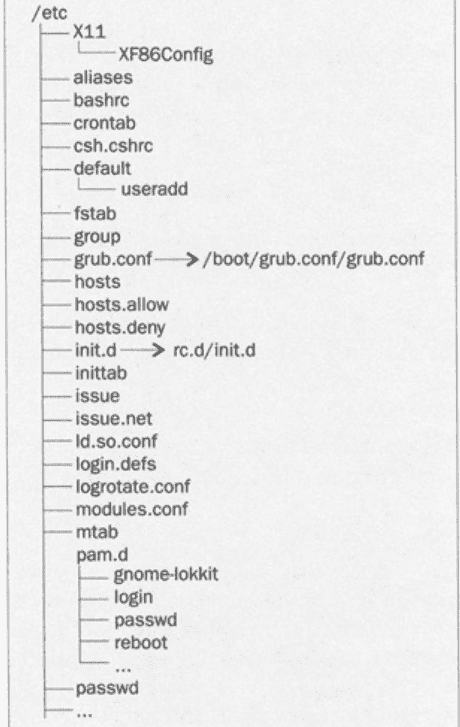 /etc
X11
XF86Config
aliases
bashrc
crontab
csh.cshrc
default
useradd
fstab
group
grub.conf → /boot/grub.conf/grub.conf
hosts
hosts.allow
hosts.deny
init.d → rc.d/init.d
inittab
issue
issue.net
ld.so.conf
login.defs
logrotate.conf
modules.conf
mtab
pam.d
gnome-lokkit
login
passwd
reboot
...
passwd
...